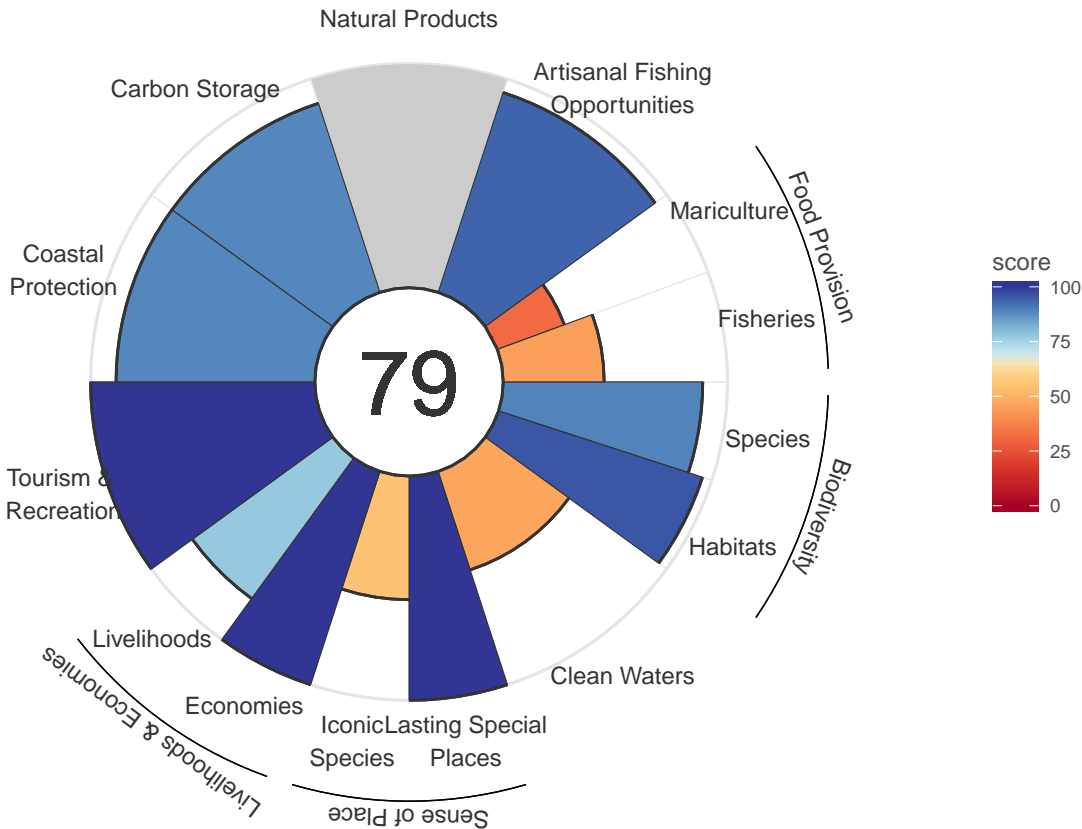 Natural Products
Carbon Storage
Artisanal Fishing
Opportunities
Mariculture
Food Provision
Coastal
Protection
Fisheries
79
Species
Biodiversity
Habitats
Tourism &
Recreation
Livelihoods
Livelihoods & Economies
Economies
Clean Waters
Iconic
Species
Lasting Special
Places
Sense of Place
score
100
75
50
25
0